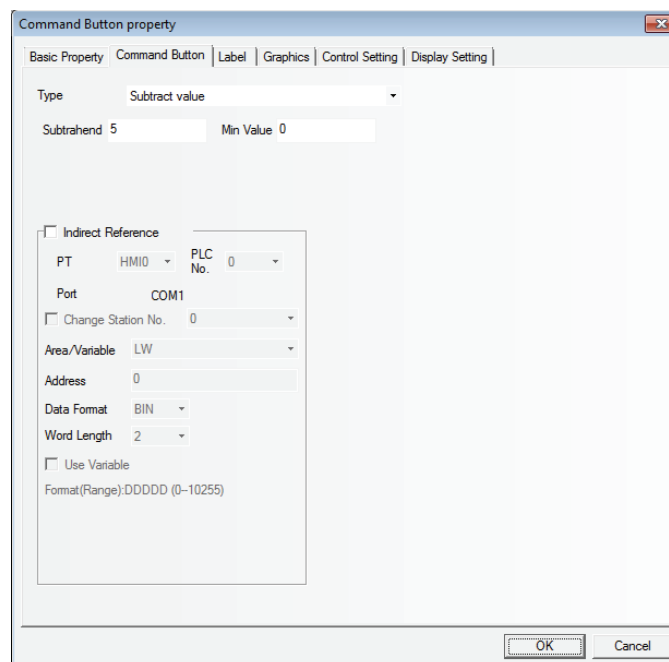 Command Button property
Basic Property Command Button Label Graphics Control Setting Display Setting
Type Subtract value
Subtrahend 5 Min Value 0
Indirect Reference
PT HMI0 PLC No. 0
Port COM1
Change Station No. 0
Area/Variable LW
Address 0
Data Format BIN
Word Length 2
Use Variable
Format(Range):DDDDD (0--10255)
OK Cancel